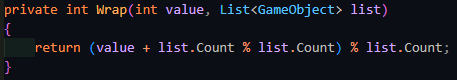 private int Wrap(int value, List<GameObject> list)
{
return (value + list.Count % list.Count) % list.Count;
}